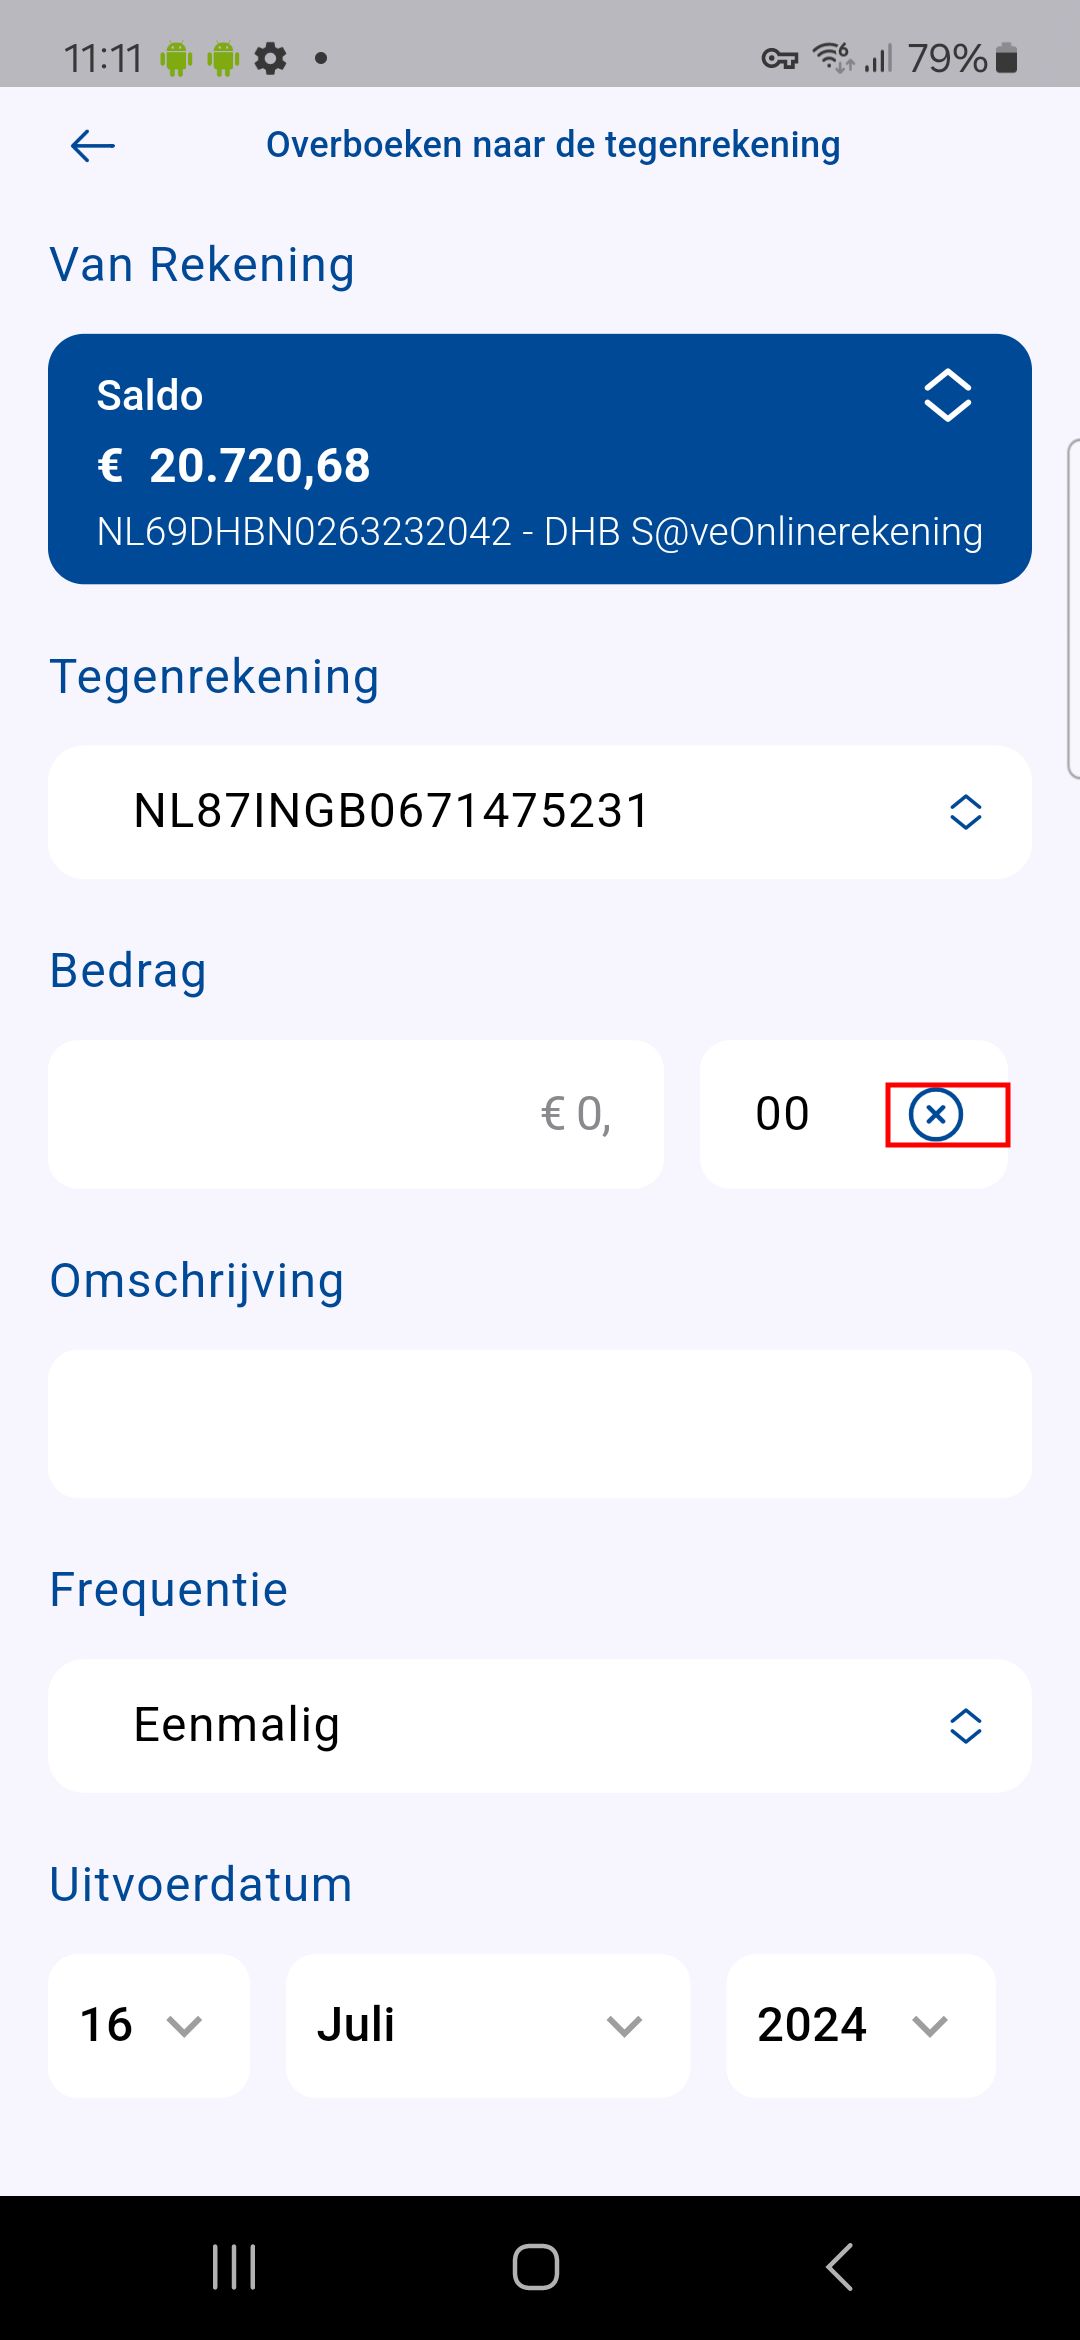 11:11
79%
Overboeken naar de tegenrekening
Van Rekening
Saldo
€ 20.720,68
NL69DHBN0263232042 - DHB S@veOnlinerekening
Tegenrekening
NL87INGB0671475231
Bedrag
€ 0, 00
Omschrijving
Frequentie
Eenmalig
Uitvoerdatum
16 Juli 2024